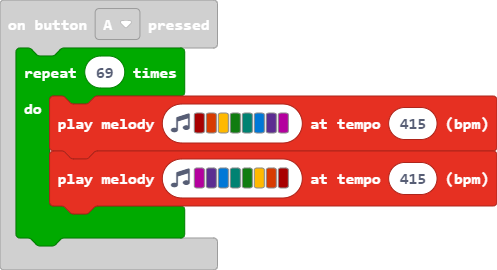 on button A pressed
repeat 69 times
do
play melody at tempo 415 (bpm)
play melody at tempo 415 (bpm)